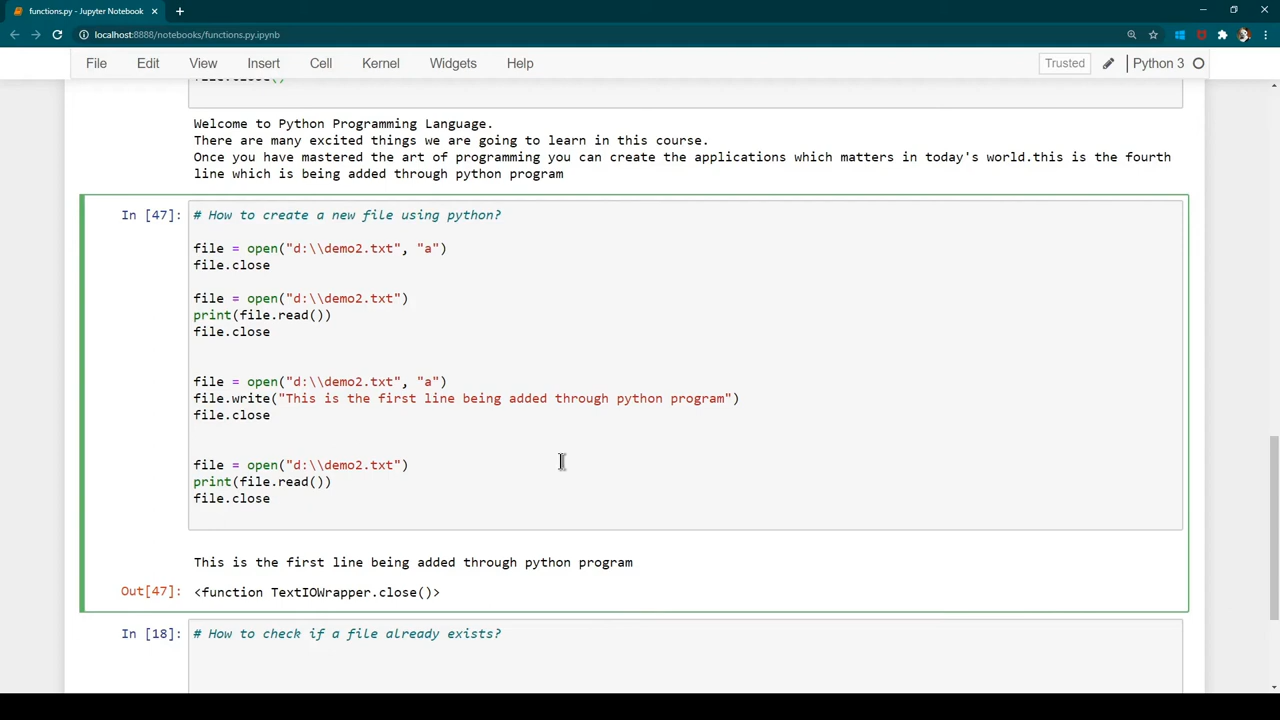 functions.py - Jupyter Notebook
localhost:8888/notebooks/functions.py.ipynb
File Edit View Insert Cell Kernel Widgets Help Trusted Python 3
file.close()
Welcome to Python Programming Language.
There are many excited things we are going to learn in this course.
Once you have mastered the art of programming you can create the applications which matters in today's world.this is the fourth
line which is being added through python program
In [47]: # How to create a new file using python?
file = open("d:\\demo2.txt", "a")
file.close
file = open("d:\\demo2.txt")
print(file.read())
file.close
file = open("d:\\demo2.txt", "a")
file.write("This is the first line being added through python program")
file.close
file = open("d:\\demo2.txt")
print(file.read())
file.close
This is the first line being added through python program
Out[47]: <function TextIOWrapper.close()>
In [18]: # How to check if a file already exists?